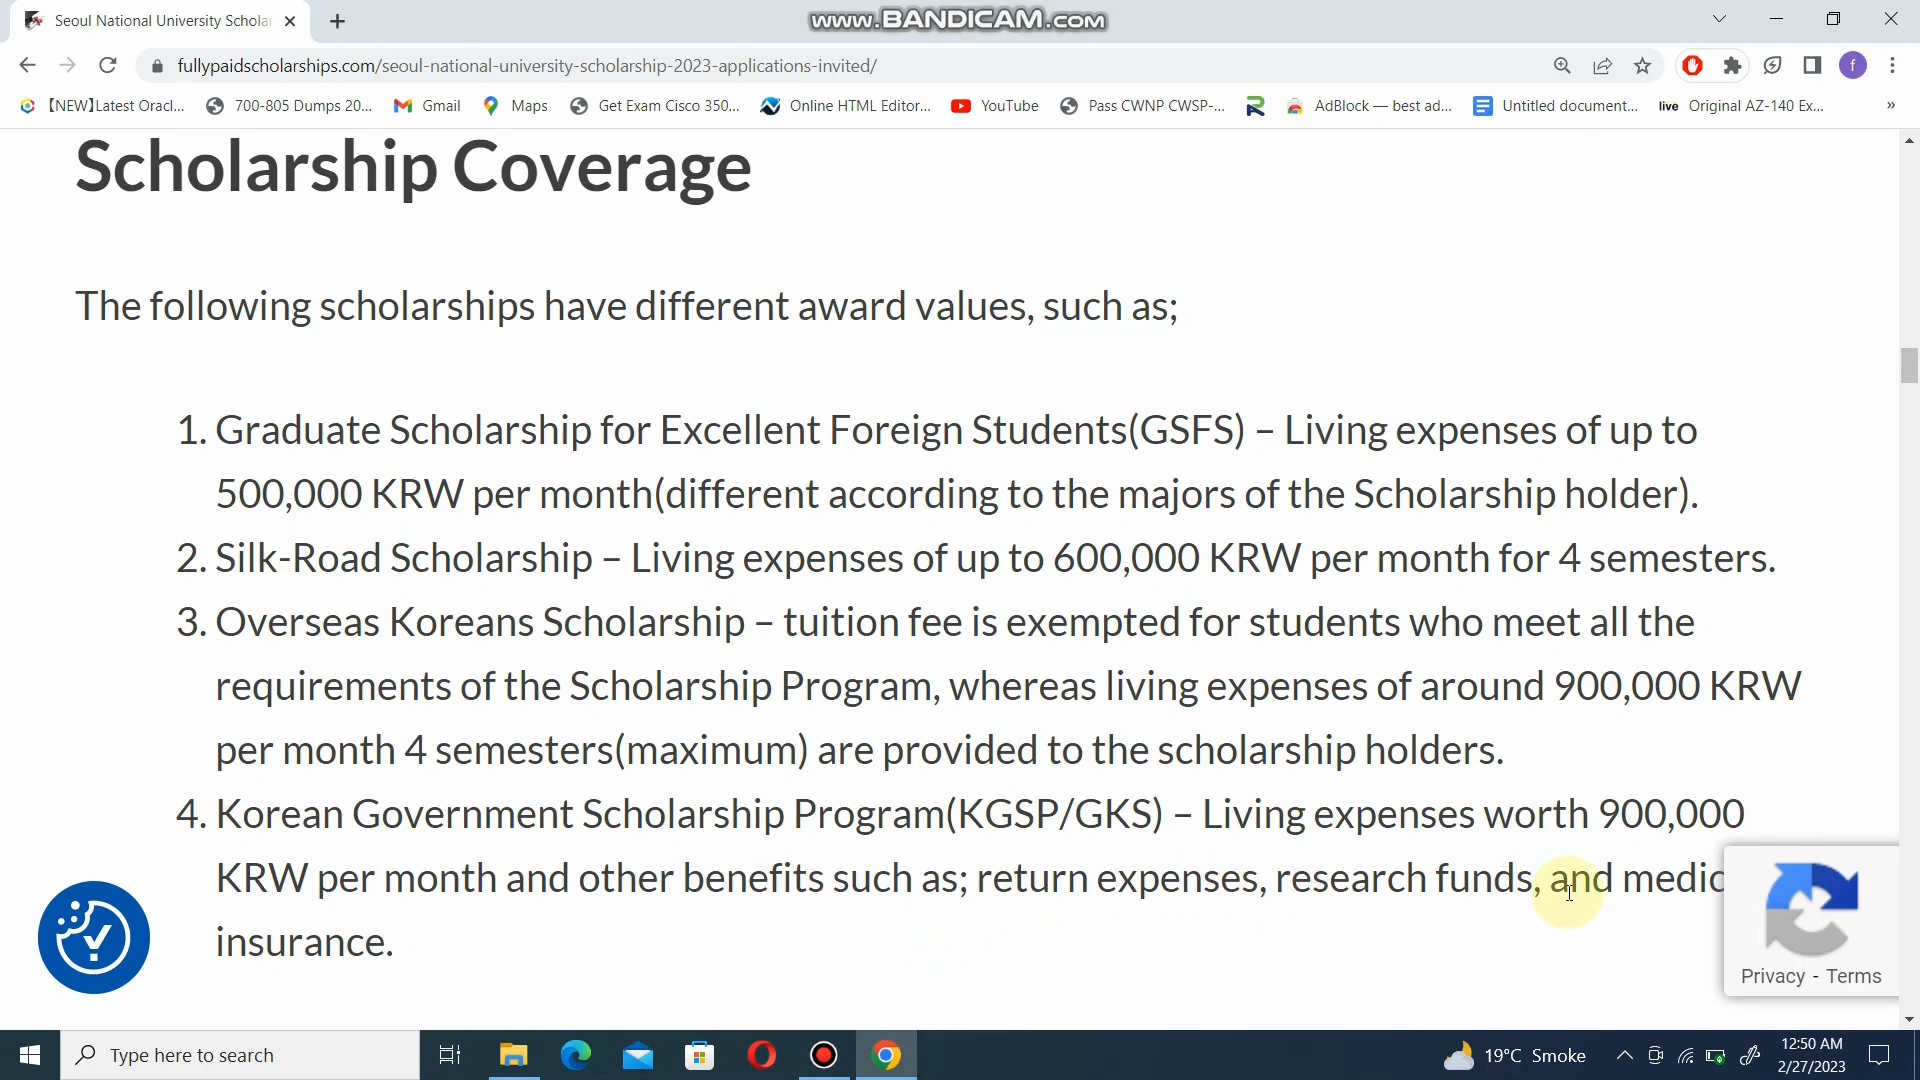 Seoul National University Scholar
www.BANDICAM.com
fullypaidscholarships.com/seoul-national-university-scholarship-2023-applications-invited/
f
【NEW】Latest Oracl...
700-805 Dumps 20...
Gmail
Maps
Get Exam Cisco 350...
Online HTML Editor...
YouTube
Pass CWNP CWSP-...
AdBlock — best ad...
Untitled document...
live Original AZ-140 Ex...
»
Scholarship Coverage
The following scholarships have different award values, such as;
1. Graduate Scholarship for Excellent Foreign Students(GSFS) – Living expenses of up to
500,000 KRW per month(different according to the majors of the Scholarship holder).
2. Silk-Road Scholarship – Living expenses of up to 600,000 KRW per month for 4 semesters.
3. Overseas Koreans Scholarship – tuition fee is exempted for students who meet all the
requirements of the Scholarship Program, whereas living expenses of around 900,000 KRW
per month 4 semesters(maximum) are provided to the scholarship holders.
4. Korean Government Scholarship Program(KGSP/GKS) – Living expenses worth 900,000
KRW per month and other benefits such as; return expenses, research funds, and medic
insurance.
Privacy - Terms
Type here to search
19°C Smoke
12:50 AM
2/27/2023